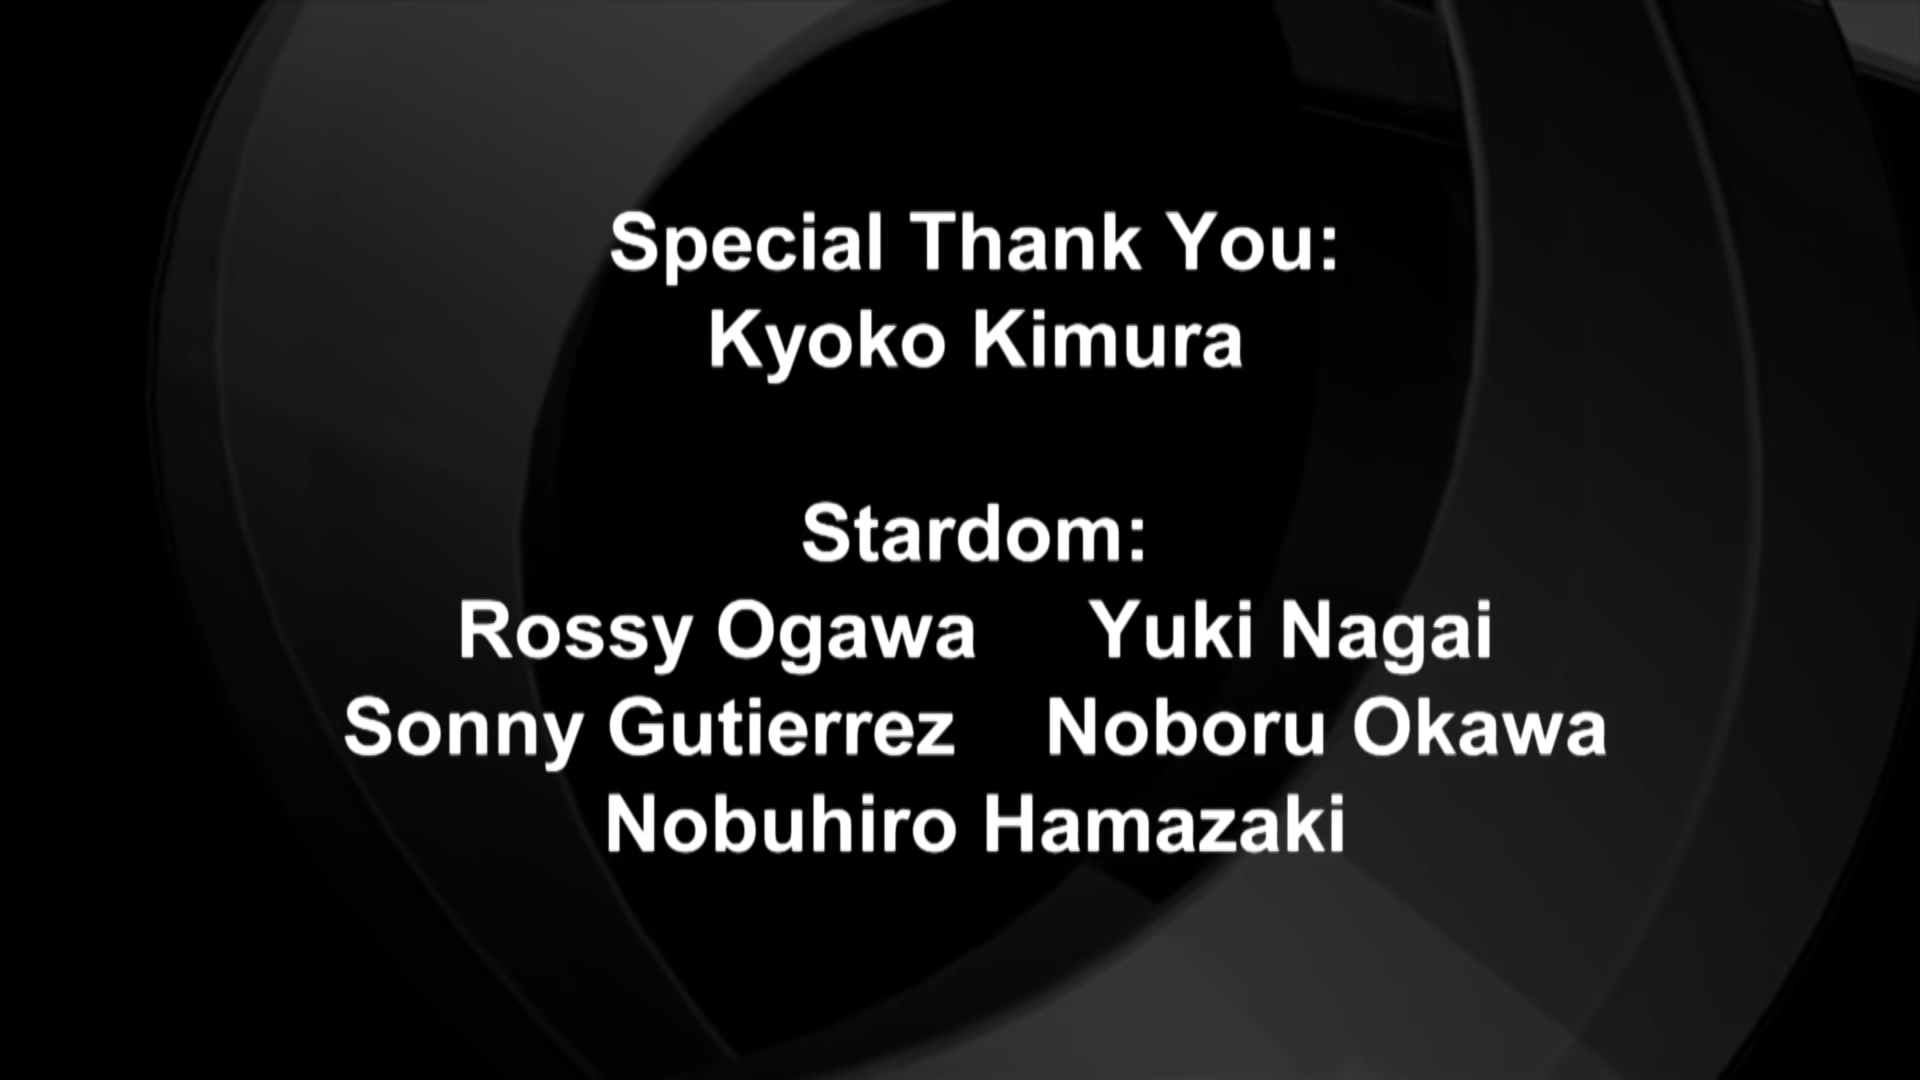 Special Thank You:
Kyoko Kimura
Stardom:
Rossy Ogawa Yuki Nagai
Sonny Gutierrez Noboru Okawa
Nobuhiro Hamazaki